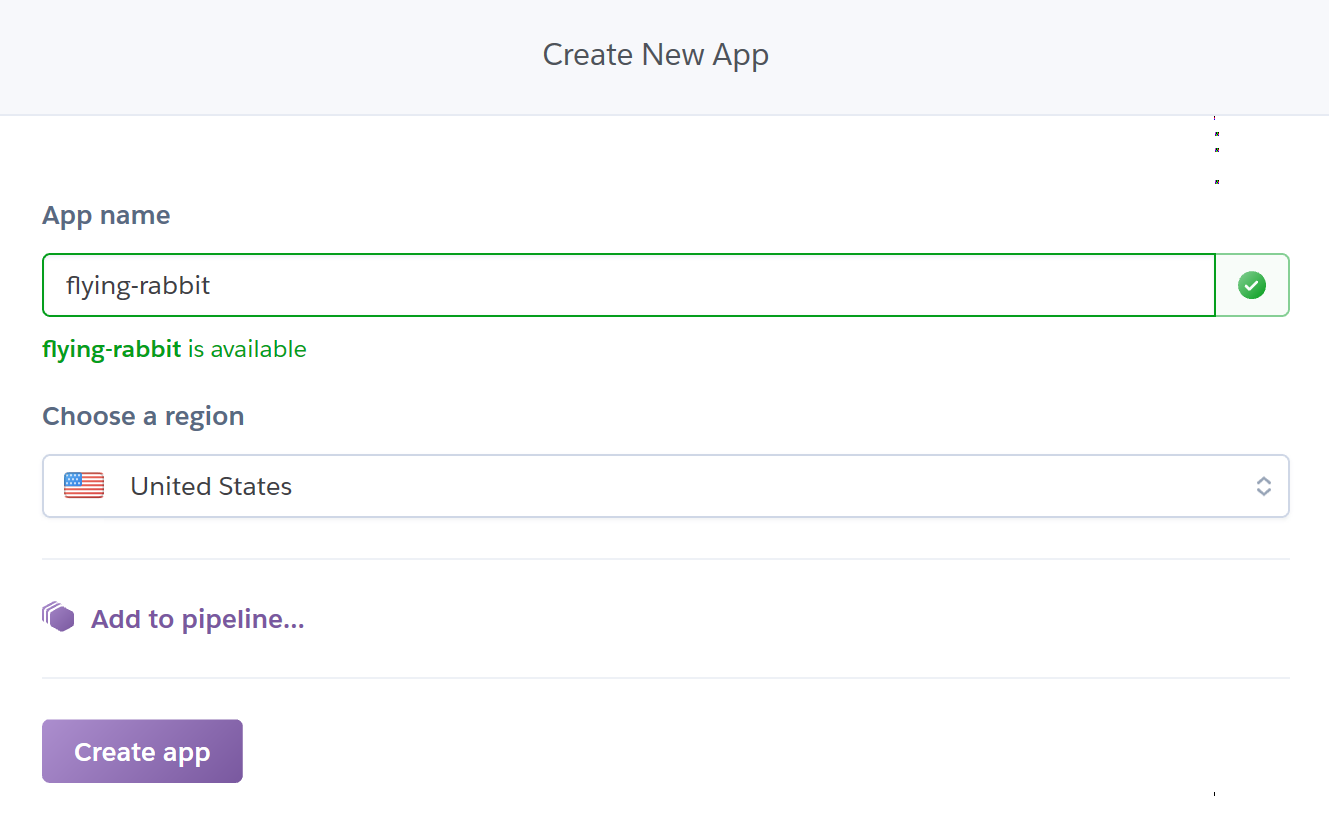 Create New App
App name
flying-rabbit
flying-rabbit is available
Choose a region
United States
Add to pipeline...
Create app